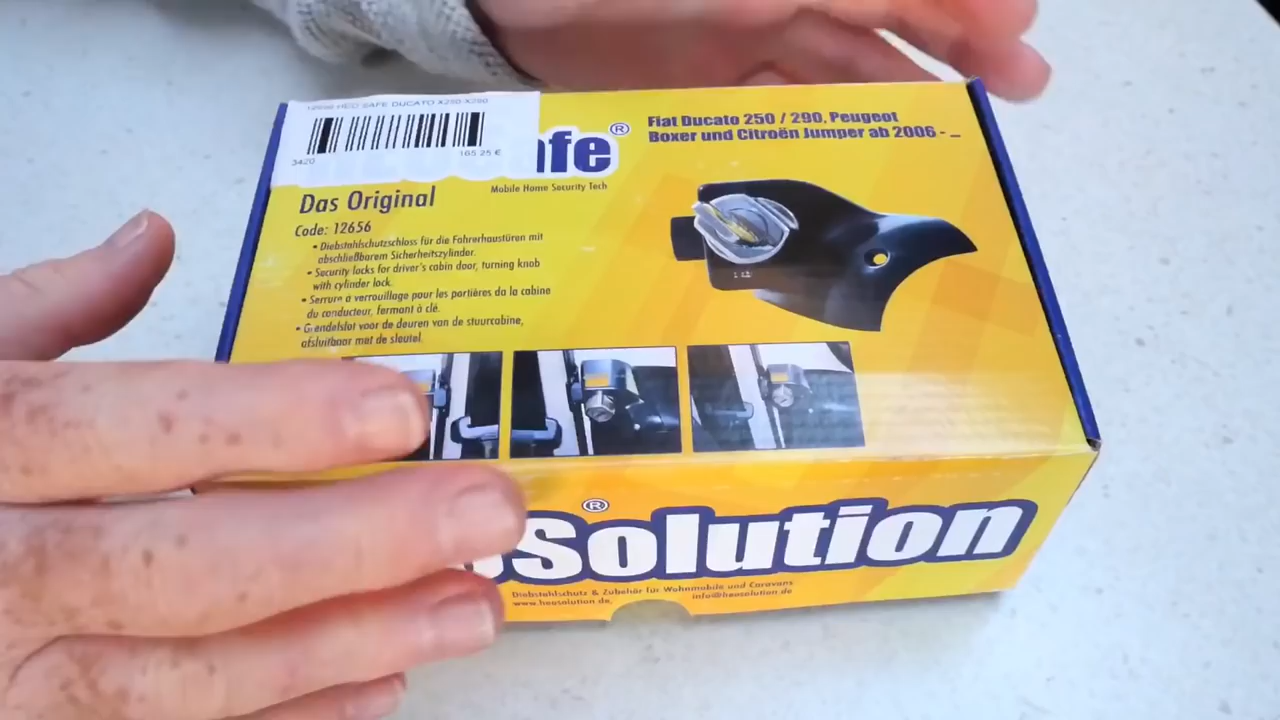 12656 HEO SAFE DUCATO X250-X290
3420
165.25 €
afe®
Mobile Home Security Tech
Fiat Ducato 250 / 290, Peugeot
Boxer und Citroën Jumper ab 2006 - ...
Das Original
Code: 12656
• Diebstahlschutzschloss für die Fahrerhaustüren mit
abschließbarem Sicherheitszylinder.
• Security locks for driver's cabin door, turning knob
with cylinder lock.
• Serrure a verrouillage pour les portières da la cabine
du conducteur, fermant à clé.
• Grendelslot voor de deuren van de stuurcabine,
afsluitbaar met de sleutel.
®
oSolution
Diebstahlschutz & Zubehör für Wohnmobile und Caravans
www.heosolution.de, info@heosolution.de